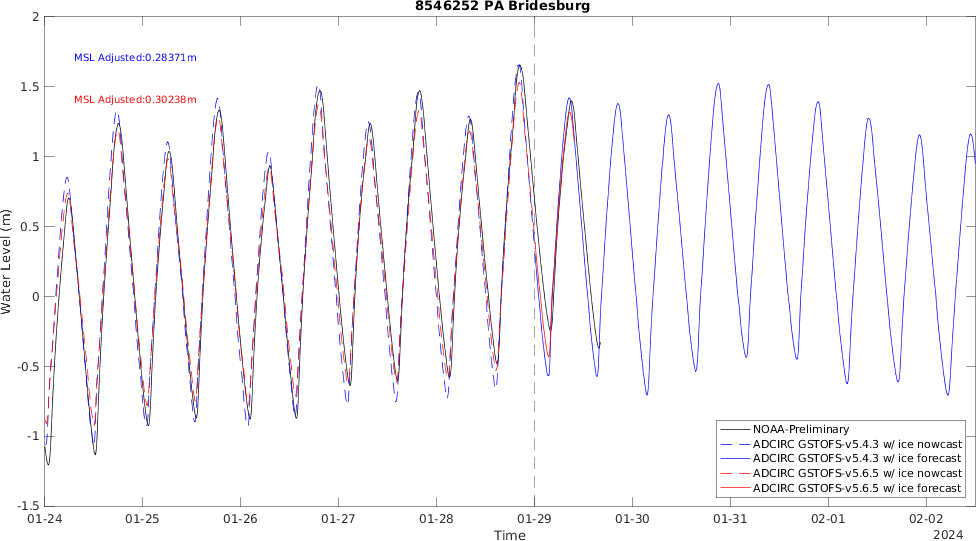 8546252 PA Bridesburg
MSL Adjusted:0.28371m
MSL Adjusted:0.30238m
Water Level (m)
2
1.5
1
0.5
0
-0.5
-1
-1.5
NOAA-Preliminary
ADCIRC GSTOFS-v5.4.3 w/ ice nowcast
ADCIRC GSTOFS-v5.4.3 w/ ice forecast
ADCIRC GSTOFS-v5.6.5 w/ ice nowcast
ADCIRC GSTOFS-v5.6.5 w/ ice forecast
01-24 01-25 01-26 01-27 01-28 01-29 01-30 01-31 02-01 02-02
Time
2024